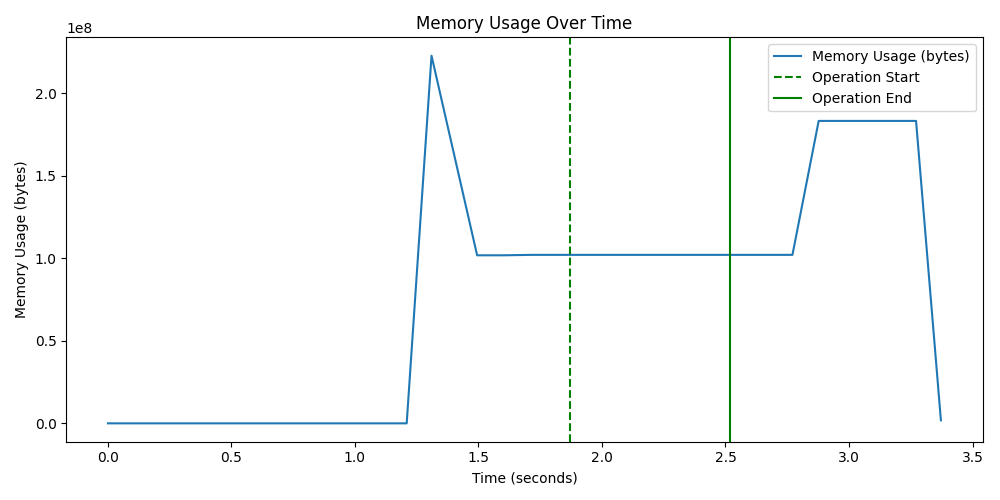 Memory Usage Over Time
1e8
Memory Usage (bytes)
Operation Start
Operation End
2.0
1.5
1.0
0.5
0.0
Memory Usage (bytes)
0.0 0.5 1.0 1.5 2.0 2.5 3.0 3.5
Time (seconds)